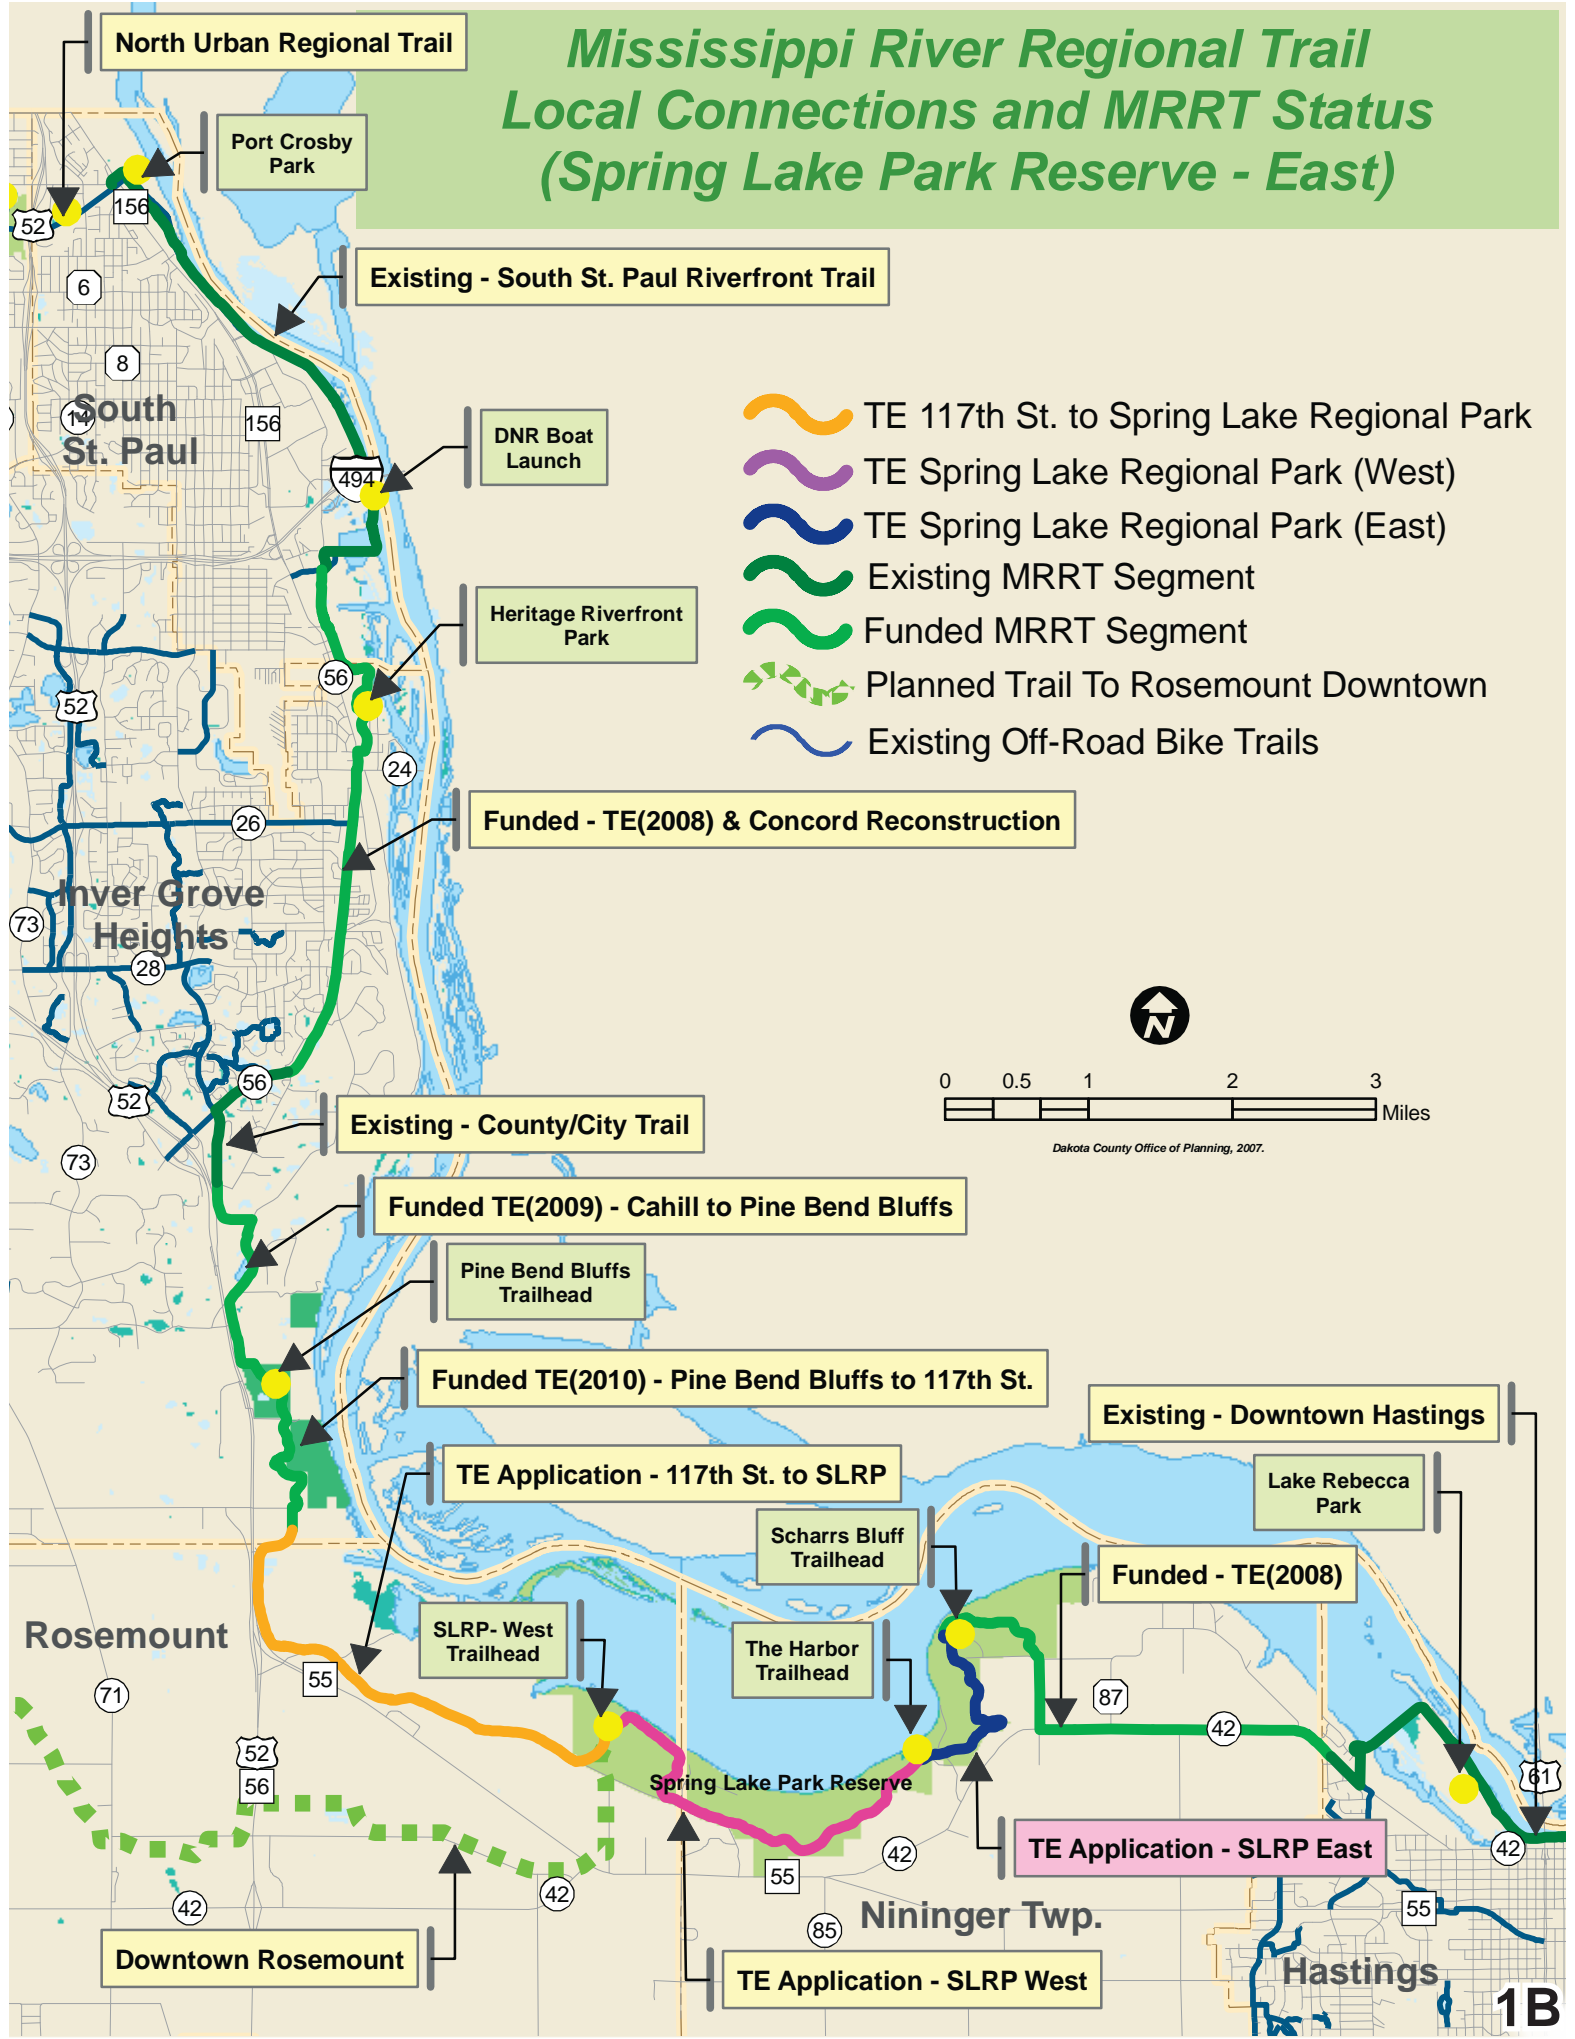 North Urban Regional Trail
Mississippi River Regional Trail
Local Connections and MRRT Status
(Spring Lake Park Reserve - East)
Port Crosby
Park
156
52
Existing - South St. Paul Riverfront Trail
6
8
14
South
St. Paul
156
DNR Boat
Launch
494
TE 117th St. to Spring Lake Regional Park
TE Spring Lake Regional Park (West)
TE Spring Lake Regional Park (East)
Existing MRRT Segment
Funded MRRT Segment
Planned Trail To Rosemount Downtown
Existing Off-Road Bike Trails
Heritage Riverfront
Park
56
52
24
26
Funded - TE(2008) & Concord Reconstruction
Inver Grove
Heights
73
28
N
0 0.5 1 2 3
Miles
Dakota County Office of Planning, 2007.
56
52
Existing - County/City Trail
73
Funded TE(2009) - Cahill to Pine Bend Bluffs
Pine Bend Bluffs
Trailhead
Funded TE(2010) - Pine Bend Bluffs to 117th St.
Existing - Downtown Hastings
TE Application - 117th St. to SLRP
Lake Rebecca
Park
Scharrs Bluff
Trailhead
Funded - TE(2008)
Rosemount
SLRP- West
Trailhead
The Harbor
Trailhead
55
71
87
42
52
56
Spring Lake Park Reserve
61
TE Application - SLRP East
42
42
55
42
42
55
85
Nininger Twp.
Downtown Rosemount
TE Application - SLRP West
Hastings
1B